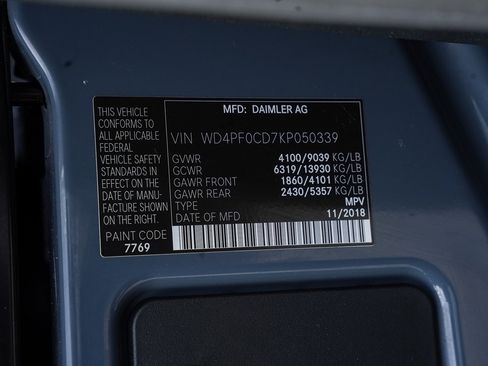 THIS VEHICLE
CONFORMS TO
ALL APPLICABLE
FEDERAL
VEHICLE SAFETY
STANDARDS IN
EFFECT ON THE
DATE OF MANU-
FACTURE SHOWN
ON THE RIGHT.
PAINT CODE
7769
MFD: DAIMLER AG
VIN WD4PF0CD7KP050339
GVWR 4100/9039 KG/LB
GCWR 6319/13930 KG/LB
GAWR FRONT 1860/4101 KG/LB
GAWR REAR 2430/5357 KG/LB
TYPE MPV
DATE OF MFD 11/2018